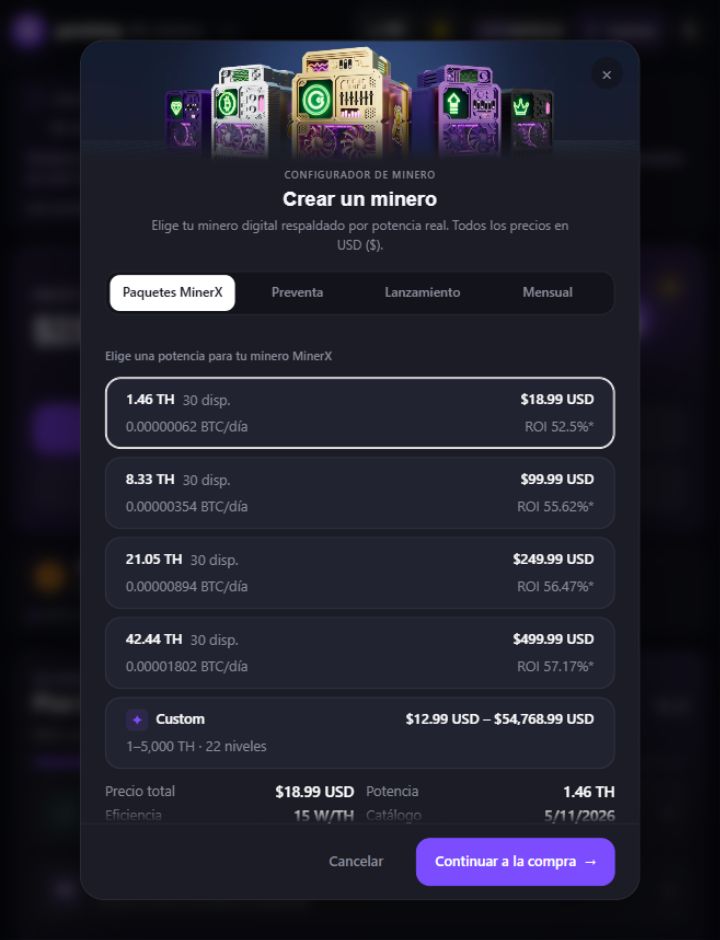 CONFIGURADOR DE MINERO
Crear un minero
Elige tu minero digital respaldado por potencia real. Todos los precios en
USD ($).
Paquetes MinerX Preventa Lanzamiento Mensual
Elige una potencia para tu minero MinerX
1.46 TH 30 disp. $18.99 USD
0.00000062 BTC/día ROI 52.5%*
8.33 TH 30 disp. $99.99 USD
0.00000354 BTC/día ROI 55.62%*
21.05 TH 30 disp. $249.99 USD
0.00000894 BTC/día ROI 56.47%*
42.44 TH 30 disp. $499.99 USD
0.00001802 BTC/día ROI 57.17%*
Custom $12.99 USD – $54,768.99 USD
1–5,000 TH · 22 niveles
Precio total $18.99 USD Potencia 1.46 TH
Eficiencia 15 W/TH Catálogo 5/11/2026
Cancelar Continuar a la compra →